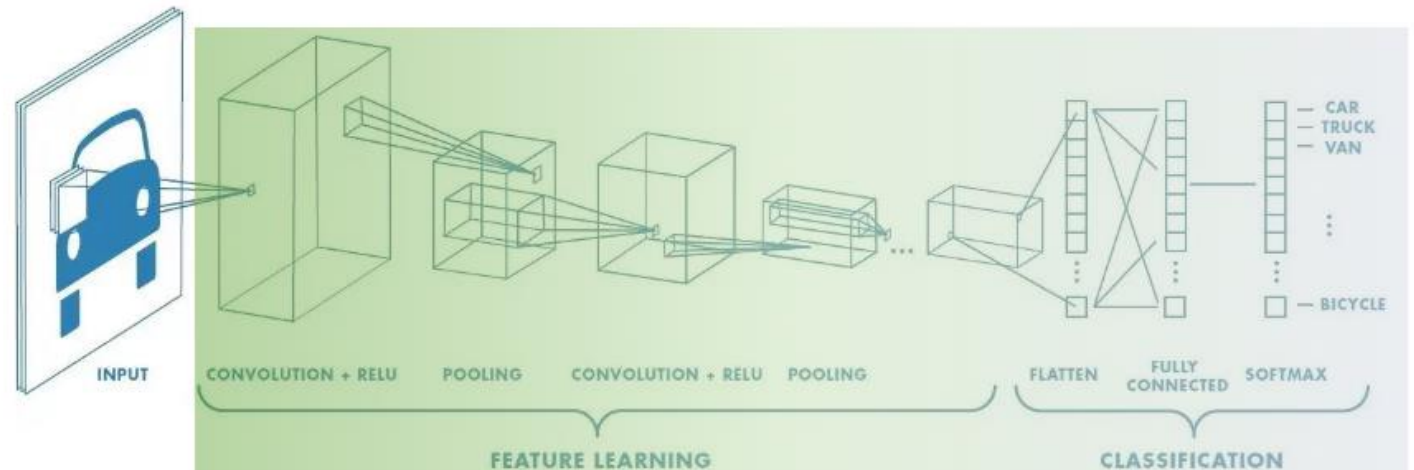 CAR
TRUCK
VAN
BICYCLE
INPUT
CONVOLUTION + RELU
POOLING
CONVOLUTION + RELU
POOLING
FLATTEN
FULLY
CONNECTED
SOFTMAX
FEATURE LEARNING
CLASSIFICATION